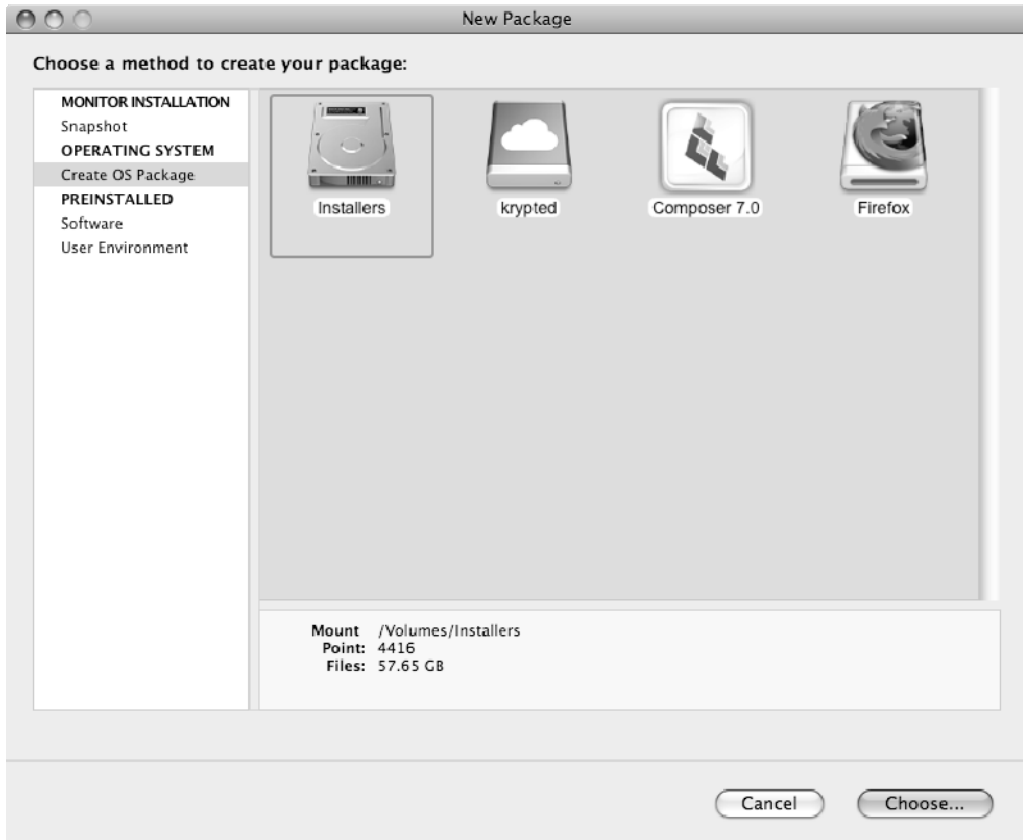 New Package
Choose a method to create your package:
MONITOR INSTALLATION
Snapshot
OPERATING SYSTEM
Create OS Package
PREINSTALLED
Software
User Environment
Installers
krypted
Composer 7.0
Firefox
Mount /Volumes/Installers
Point: 4416
Files: 57.65 GB
Cancel
Choose...